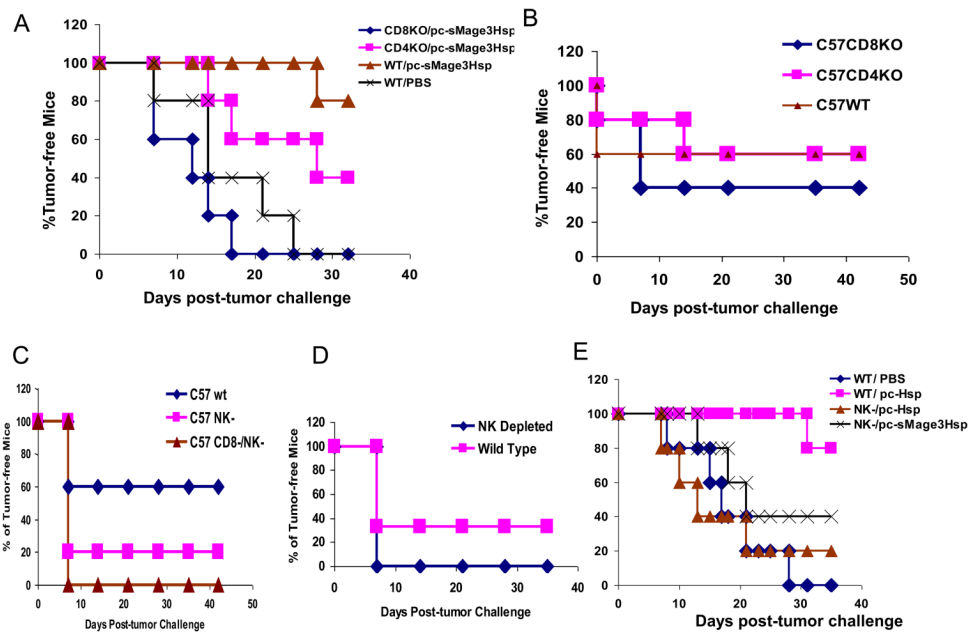 A
CD8KO/pc-sMage3Hsp
CD4KO/pc-sMage3Hsp
WT/pc-sMage3Hsp
WT/PBS
%Tumor-free Mice
120
100
80
60
40
20
0
0 10 20 30 40
Days post-tumor challenge
B
C57CD8KO
C57CD4KO
C57WT
%Tumor-free Mice
120
100
80
60
40
20
0
0 10 20 30 40 50
Days post-tumor challenge
C
C57 wt
C57 NK-
C57 CD8-/NK-
% of Tumor-free Mice
120
100
80
60
40
20
0
0 10 20 30 40 50
Days Post-tumor Challenge
D
NK Depleted
Wild Type
% of Tumor-free Mice
120
100
80
60
40
20
0
0 10 20 30 40
Days Post-tumor Challenge
E
WT/ PBS
WT/ pc-Hsp
NK-/pc-Hsp
NK-/pc-sMage3Hsp
% of Tumor-free Mice
120
100
80
60
40
20
0
0 10 20 30 40
Days post-tumor challenge